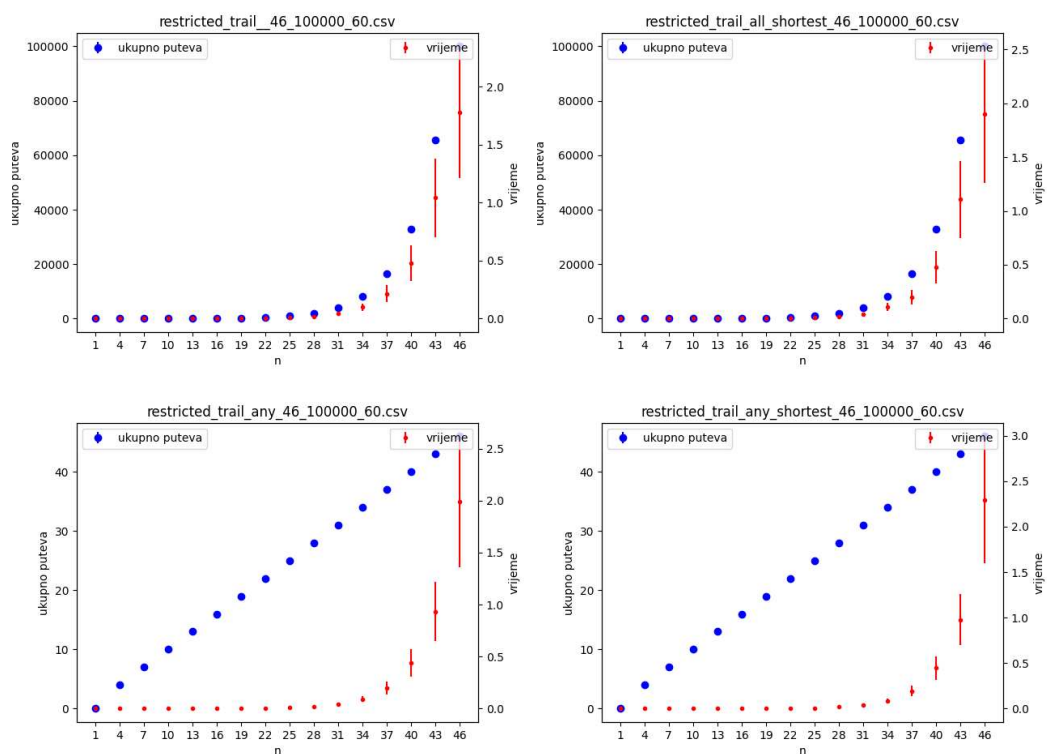 restricted_trail__46_100000_60.csv
ukupno puteva
vrijeme
100000
80000
60000
40000
20000
0
ukupno puteva
2.0
1.5
1.0
0.5
0.0
vrijeme
1 4 7 10 13 16 19 22 25 28 31 34 37 40 43 46
n
restricted_trail_all_shortest_46_100000_60.csv
ukupno puteva
vrijeme
100000
80000
60000
40000
20000
0
ukupno puteva
2.5
2.0
1.5
1.0
0.5
0.0
vrijeme
1 4 7 10 13 16 19 22 25 28 31 34 37 40 43 46
n
restricted_trail_any_46_100000_60.csv
ukupno puteva
vrijeme
40
30
20
10
0
ukupno puteva
2.5
2.0
1.5
1.0
0.5
0.0
vrijeme
1 4 7 10 13 16 19 22 25 28 31 34 37 40 43 46
n
restricted_trail_any_shortest_46_100000_60.csv
ukupno puteva
vrijeme
40
30
20
10
0
ukupno puteva
3.0
2.5
2.0
1.5
1.0
0.5
0.0
vrijeme
1 4 7 10 13 16 19 22 25 28 31 34 37 40 43 46
n